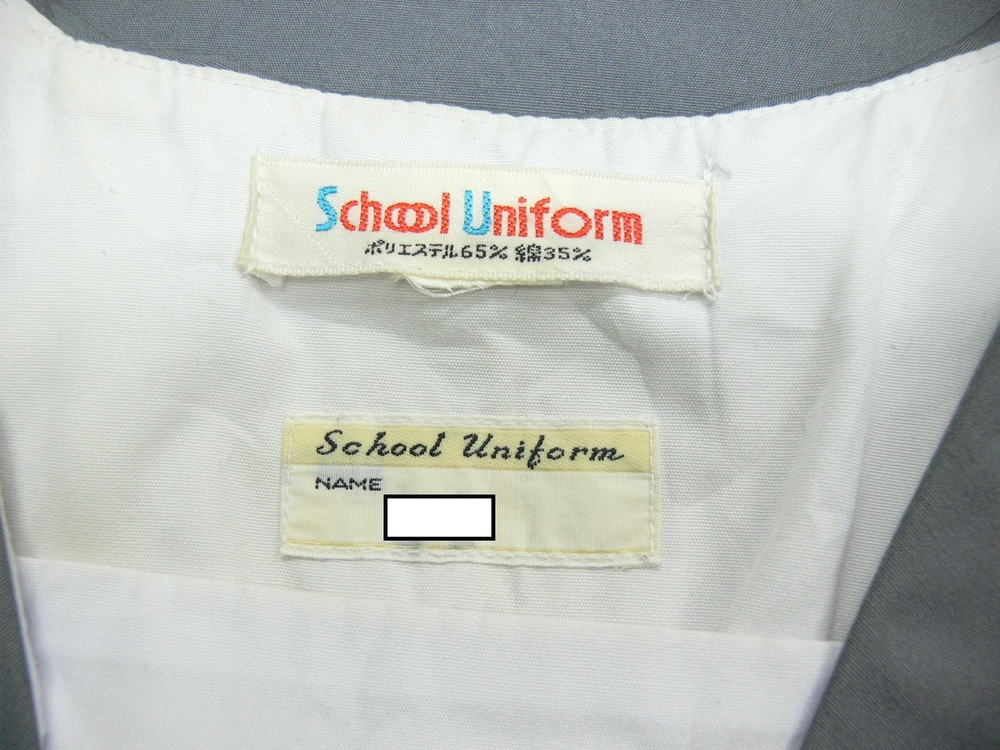 School Uniform
ポリエステル65% 綿35%
School Uniform
NAME